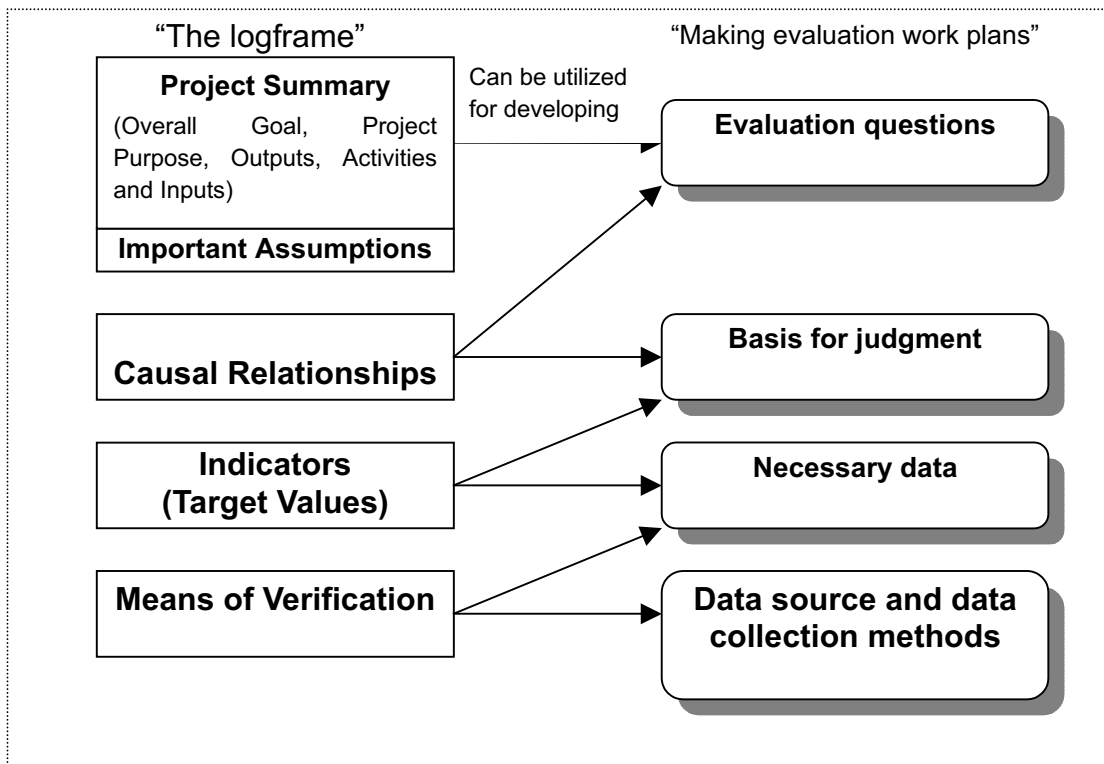 “The logframe”
“Making evaluation work plans”
Project Summary
(Overall Goal, Project
Purpose, Outputs, Activities
and Inputs)
Important Assumptions
Can be utilized
for developing
Evaluation questions
Causal Relationships
Basis for judgment
Indicators
(Target Values)
Necessary data
Means of Verification
Data source and data
collection methods